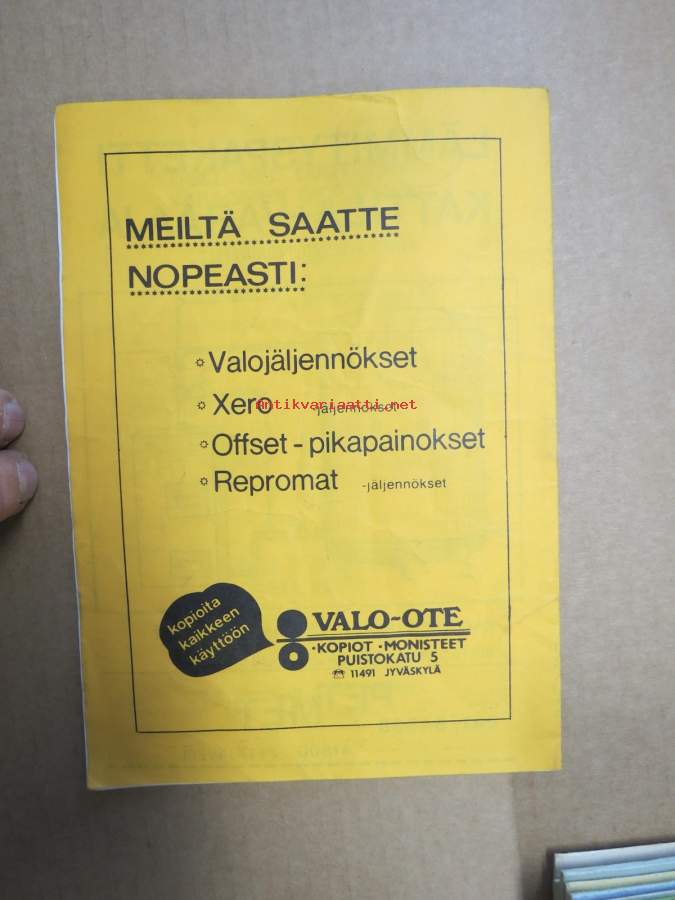 MEILTÄ SAATTE
NOPEASTI:
Valojäljennökset
Xero -jäljennökset
Antikvariaatti.net
Offset-pikapainokset
Repromat -jäljennökset
kopioita
kaikkeen
käyttöön
VALO-OTE
·KOPIOT ·MONISTEET
PUISTOKATU 5
☎ 11491 JYVÄSKYLÄ